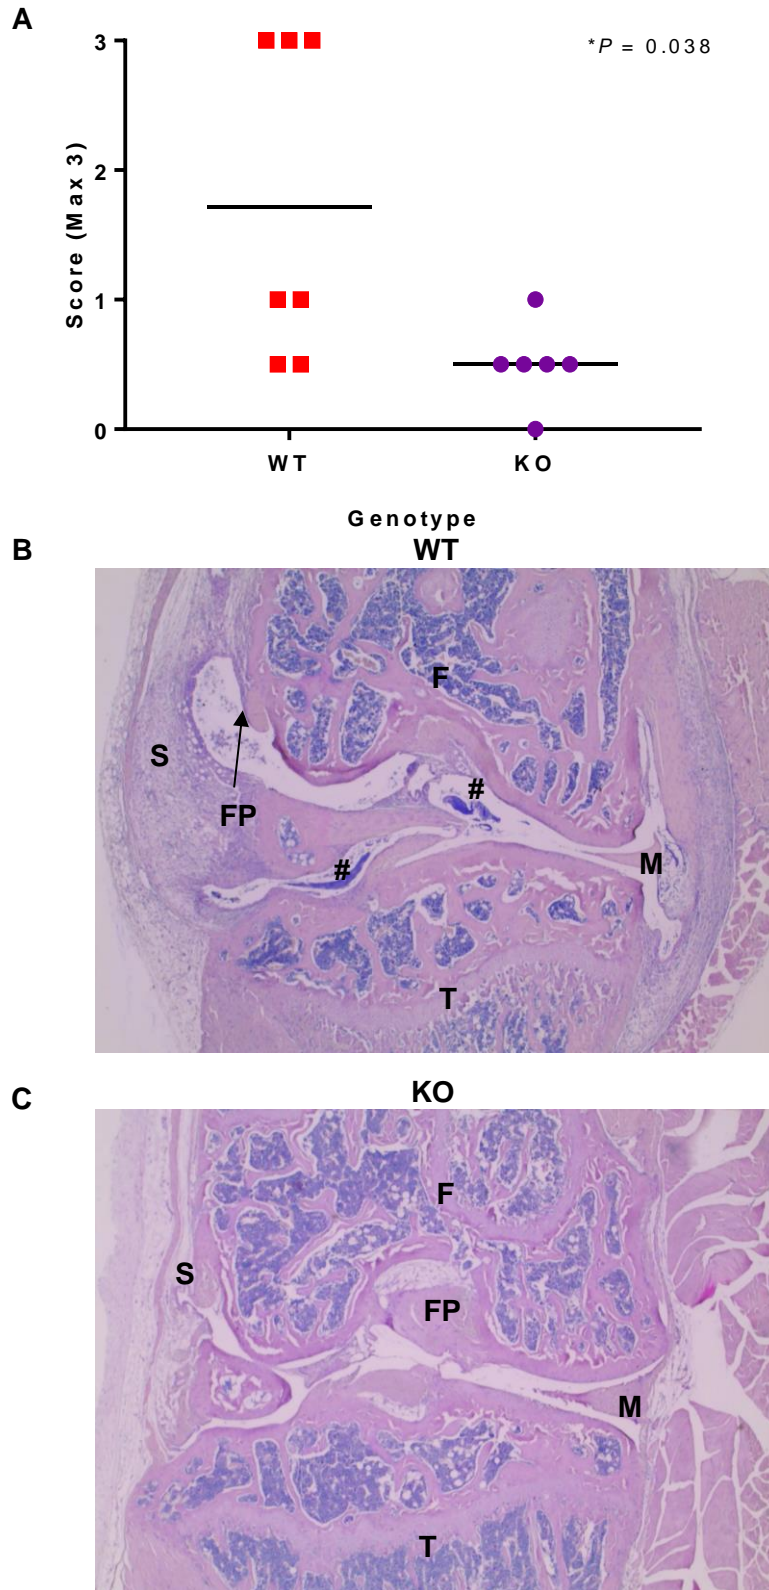 A
3
*P = 0.038
2
Score (Max 3)
1
0
WT
KO
Genotype
B
WT
F
S
#
FP
#
M
T
C
KO
F
S
FP
M
T